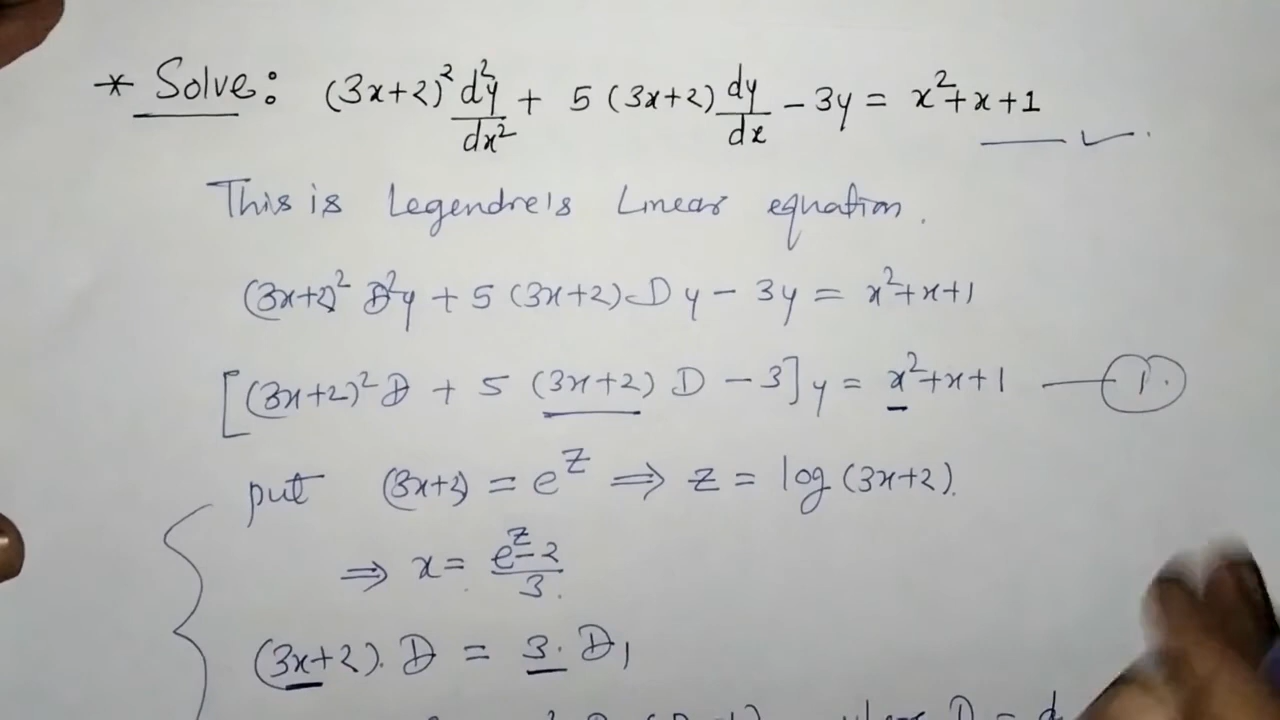 * Solve: (3x+2)² d²y/dx² + 5 (3x+2) dy/dx - 3y = x²+x+1
This is Legendre's Linear equation.
(3x+2)² D²y + 5 (3x+2) D y - 3y = x²+x+1
[(3x+2)² D + 5 (3x+2) D - 3] y = x²+x+1 — 1.
put (3x+2) = e^z ⇒ z = log (3x+2).
⇒ x = (e^z - 2)/3.
(3x+2). D = 3. D₁